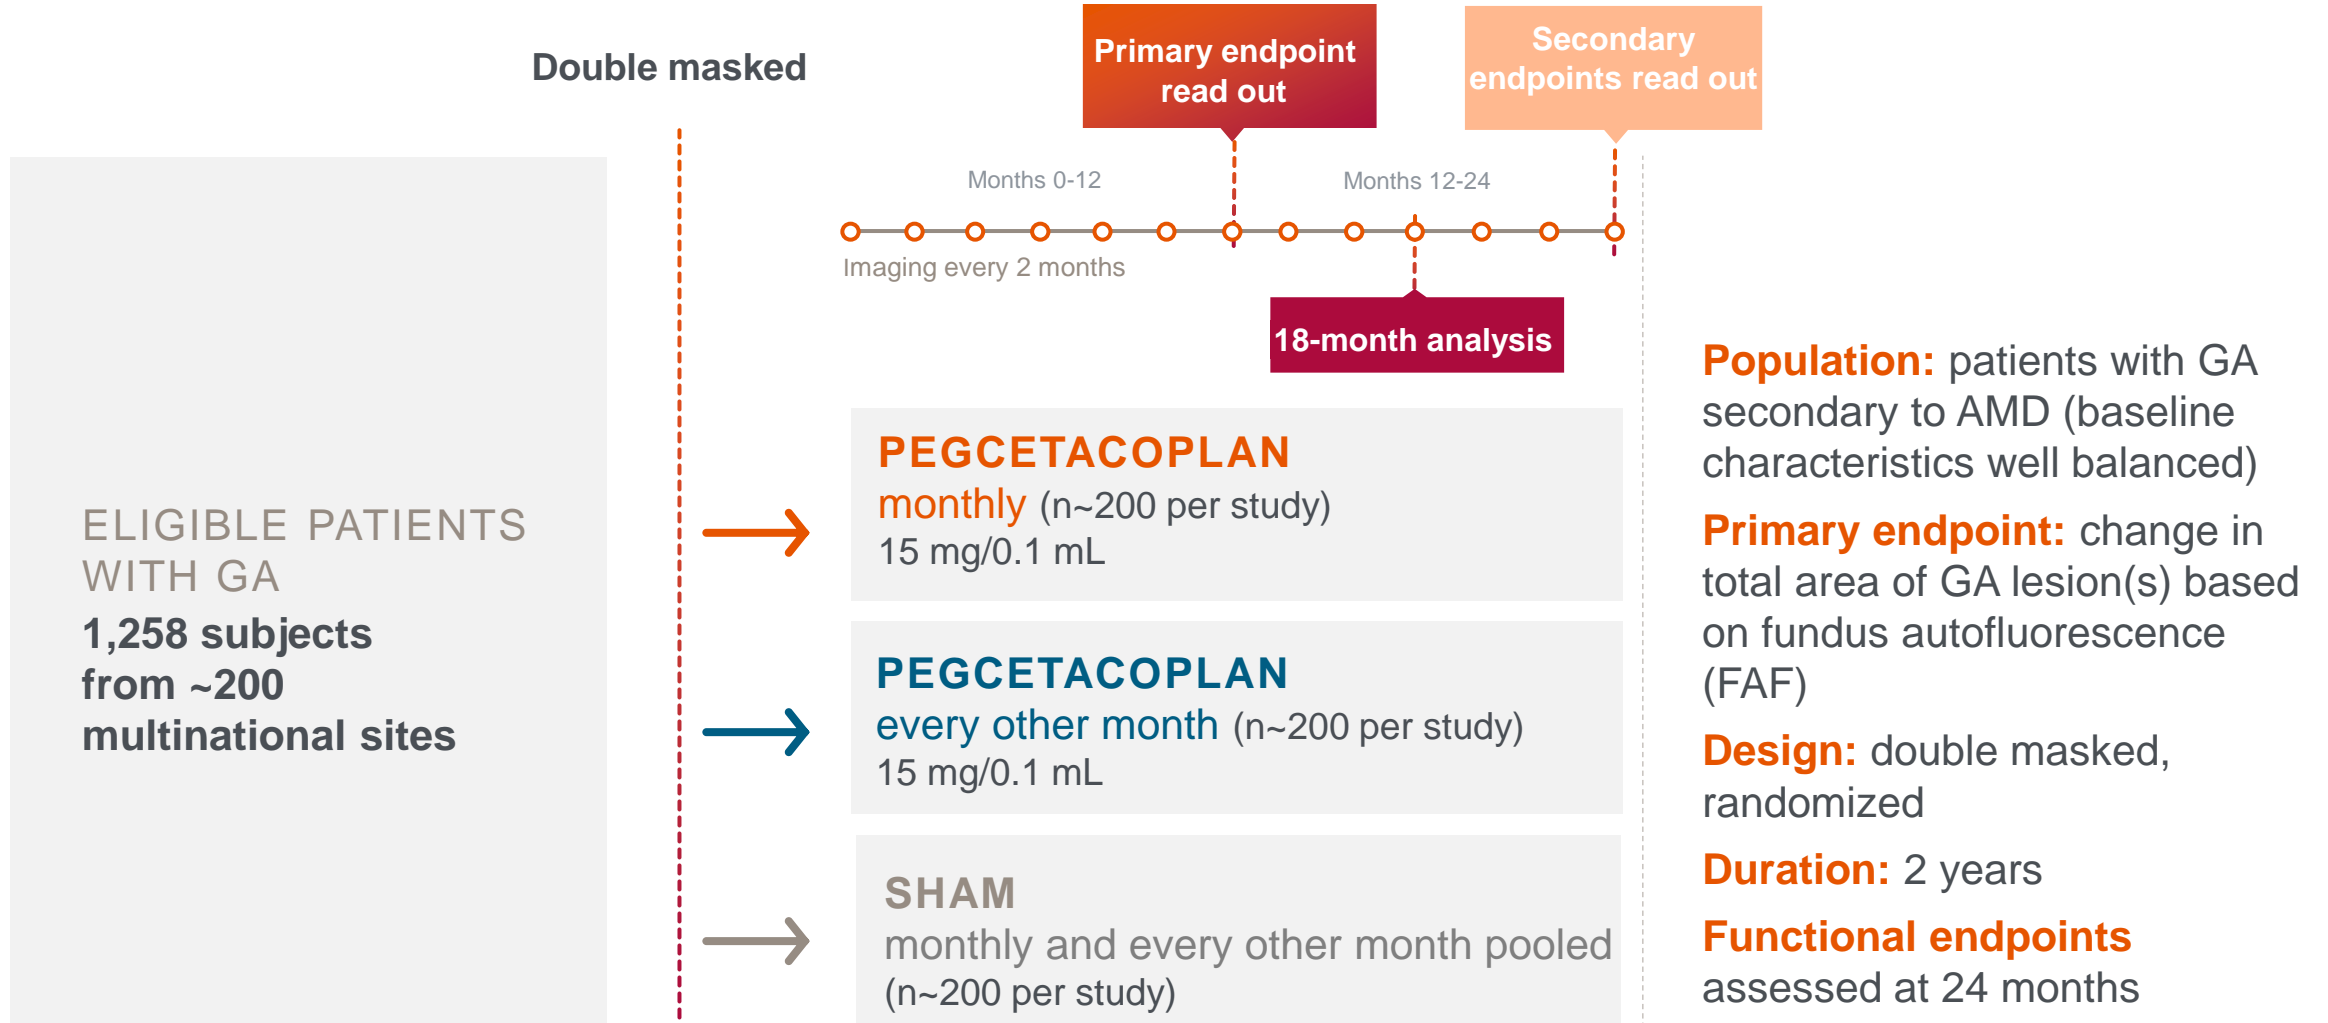 Double masked
Primary endpoint
read out
Secondary
endpoints read out
Months 0-12
Months 12-24
Imaging every 2 months
18-month analysis
ELIGIBLE PATIENTS
WITH GA
1,258 subjects
from ~200
multinational sites
PEGCETACOPLAN
monthly (n~200 per study)
15 mg/0.1 mL
PEGCETACOPLAN
every other month (n~200 per study)
15 mg/0.1 mL
SHAM
monthly and every other month pooled
(n~200 per study)
Population: patients with GA
secondary to AMD (baseline
characteristics well balanced)
Primary endpoint: change in
total area of GA lesion(s) based
on fundus autofluorescence
(FAF)
Design: double masked,
randomized
Duration: 2 years
Functional endpoints
assessed at 24 months